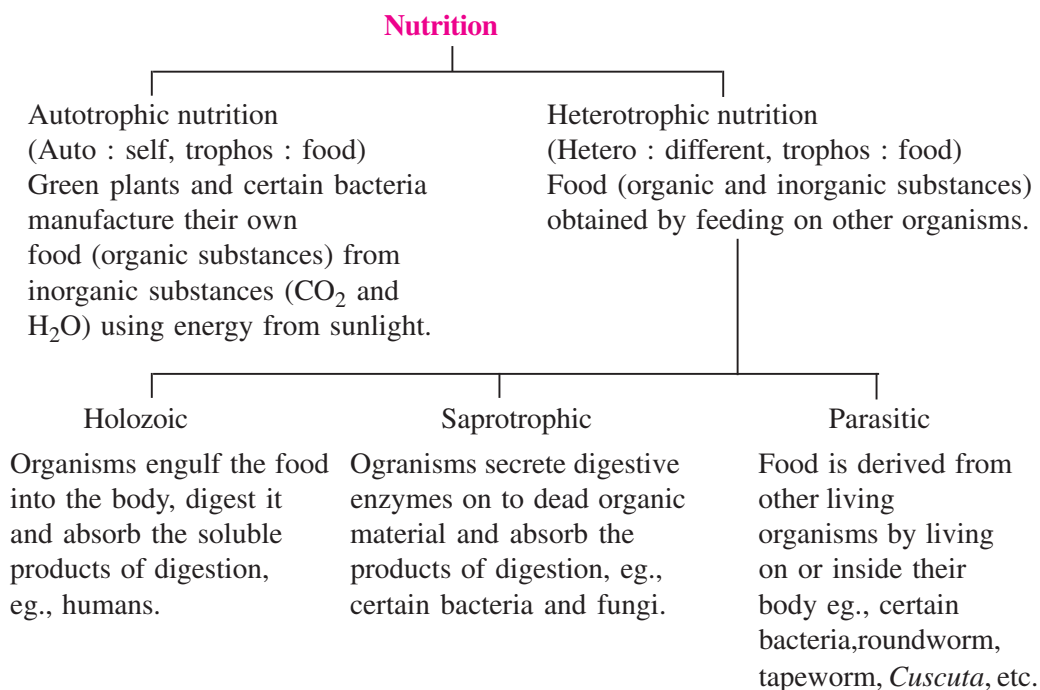 Nutrition
Autotrophic nutrition
(Auto : self, trophos : food)
Green plants and certain bacteria
manufacture their own
food (organic substances) from
inorganic substances (CO₂ and
H₂O) using energy from sunlight.
Heterotrophic nutrition
(Hetero : different, trophos : food)
Food (organic and inorganic substances)
obtained by feeding on other organisms.
Holozoic
Organisms engulf the food
into the body, digest it
and absorb the soluble
products of digestion,
eg., humans.
Saprotrophic
Ogranisms secrete digestive
enzymes on to dead organic
material and absorb the
products of digestion, eg.,
certain bacteria and fungi.
Parasitic
Food is derived from
other living
organisms by living
on or inside their
body eg., certain
bacteria,roundworm,
tapeworm, Cuscuta, etc.